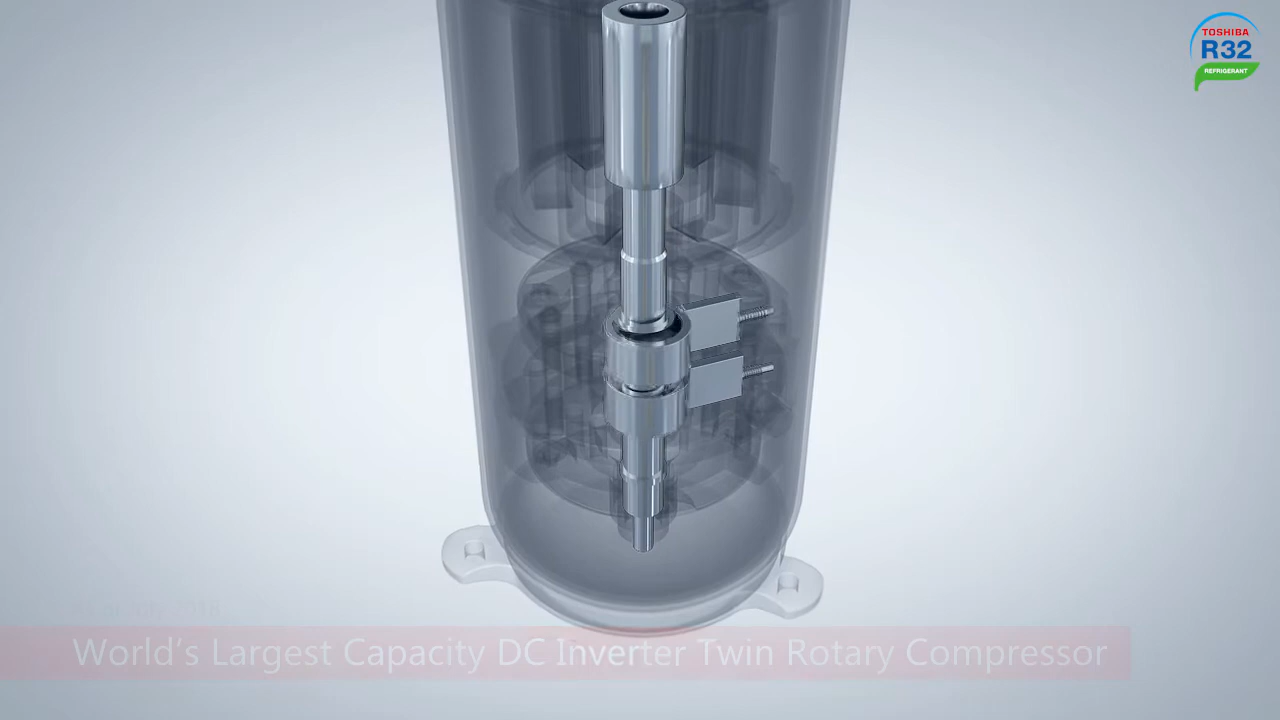 TOSHIBA
R32
REFRIGERANT
World's Largest Capacity DC Inverter Twin Rotary Compressor